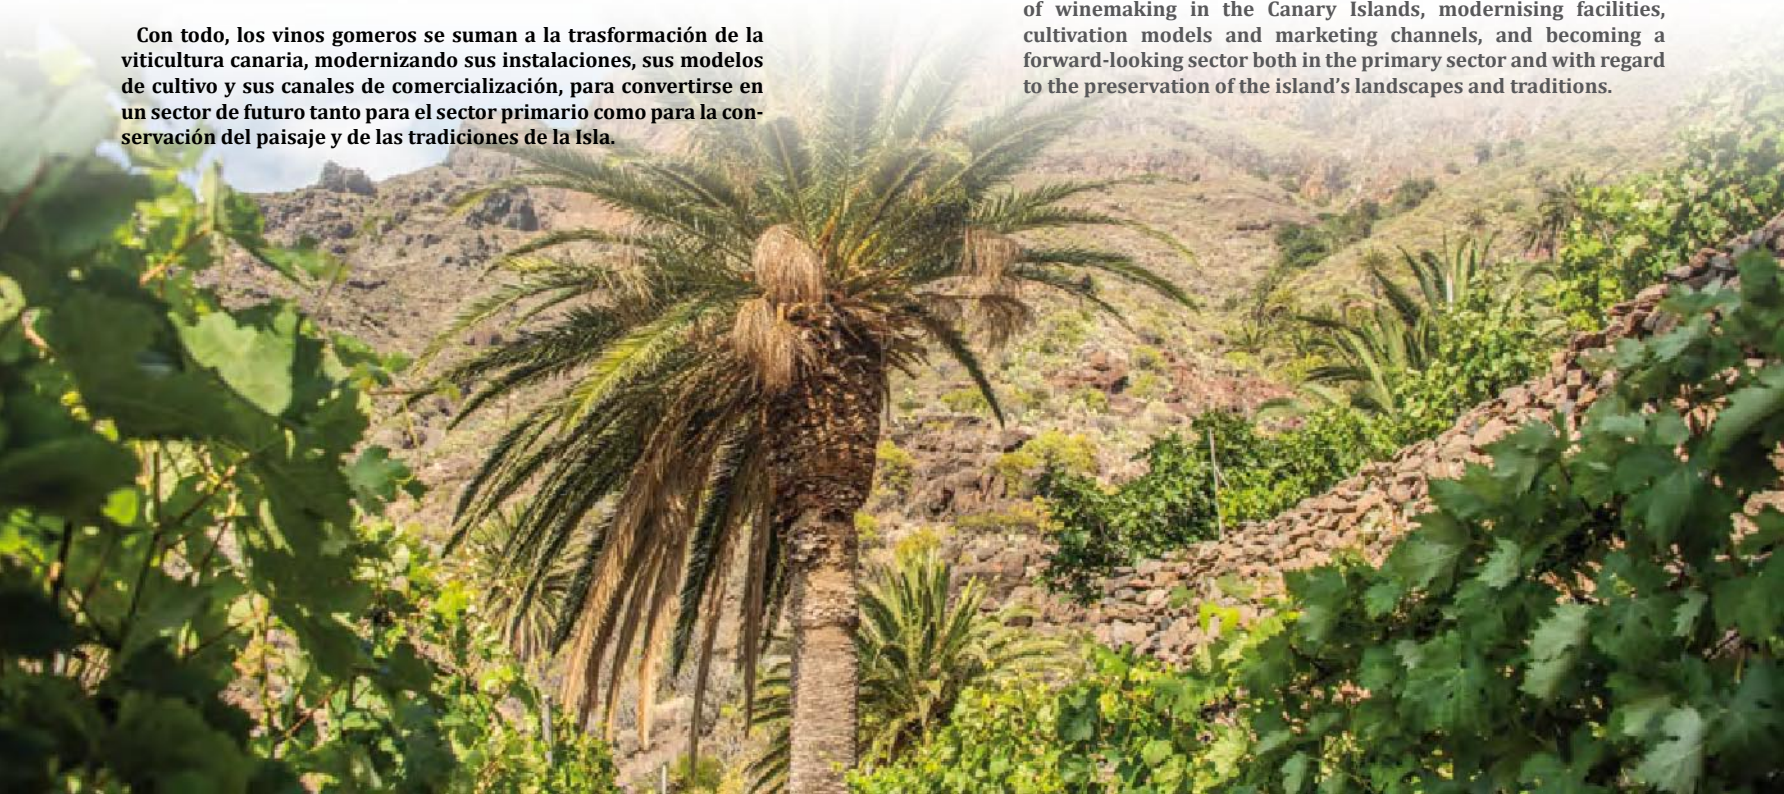 Con todo, los vinos gomeros se suman a la trasformación de la
viticultura canaria, modernizando sus instalaciones, sus modelos
de cultivo y sus canales de comercialización, para convertirse en
un sector de futuro tanto para el sector primario como para la con-
servación del paisaje y de las tradiciones de la Isla.
of winemaking in the Canary Islands, modernising facilities,
cultivation models and marketing channels, and becoming a
forward-looking sector both in the primary sector and with regard
to the preservation of the island’s landscapes and traditions.